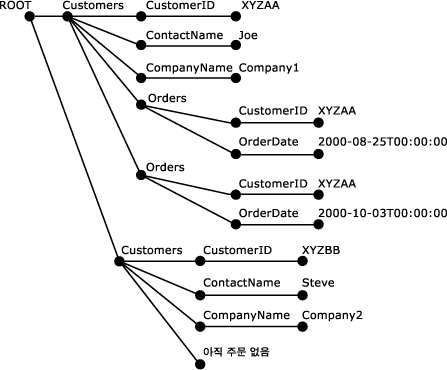 ROOT Customers CustomerID XYZAA
ContactName Joe
CompanyName Company1
Orders
CustomerID XYZAA
OrderDate 2000-08-25T00:00:00
Orders
CustomerID XYZAA
OrderDate 2000-10-03T00:00:00
Customers CustomerID XYZBB
ContactName Steve
CompanyName Company2
아직 주문 없음